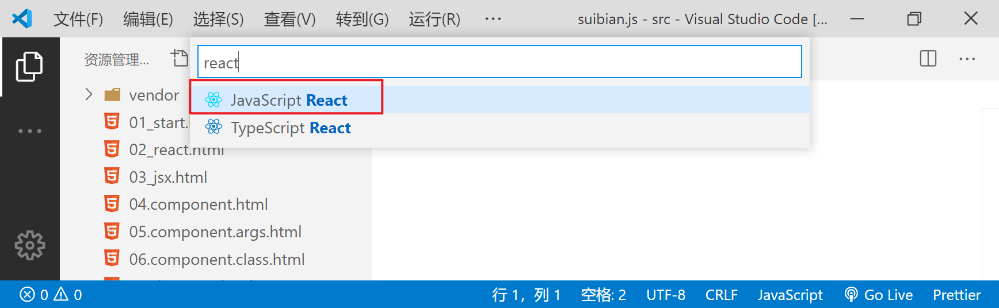 文件(F) 编辑(E) 选择(S) 查看(V) 转到(G) 运行(R) ··· suibian.js - src - Visual Studio Code [...
资源管理...
react
JavaScript React
TypeScript React
vendor
01_start.
02_react.html
03_jsx.html
04.component.html
05.component.args.html
06.component.class.html
0 0 行 1，列 1 空格: 2 UTF-8 CRLF JavaScript Go Live Prettier